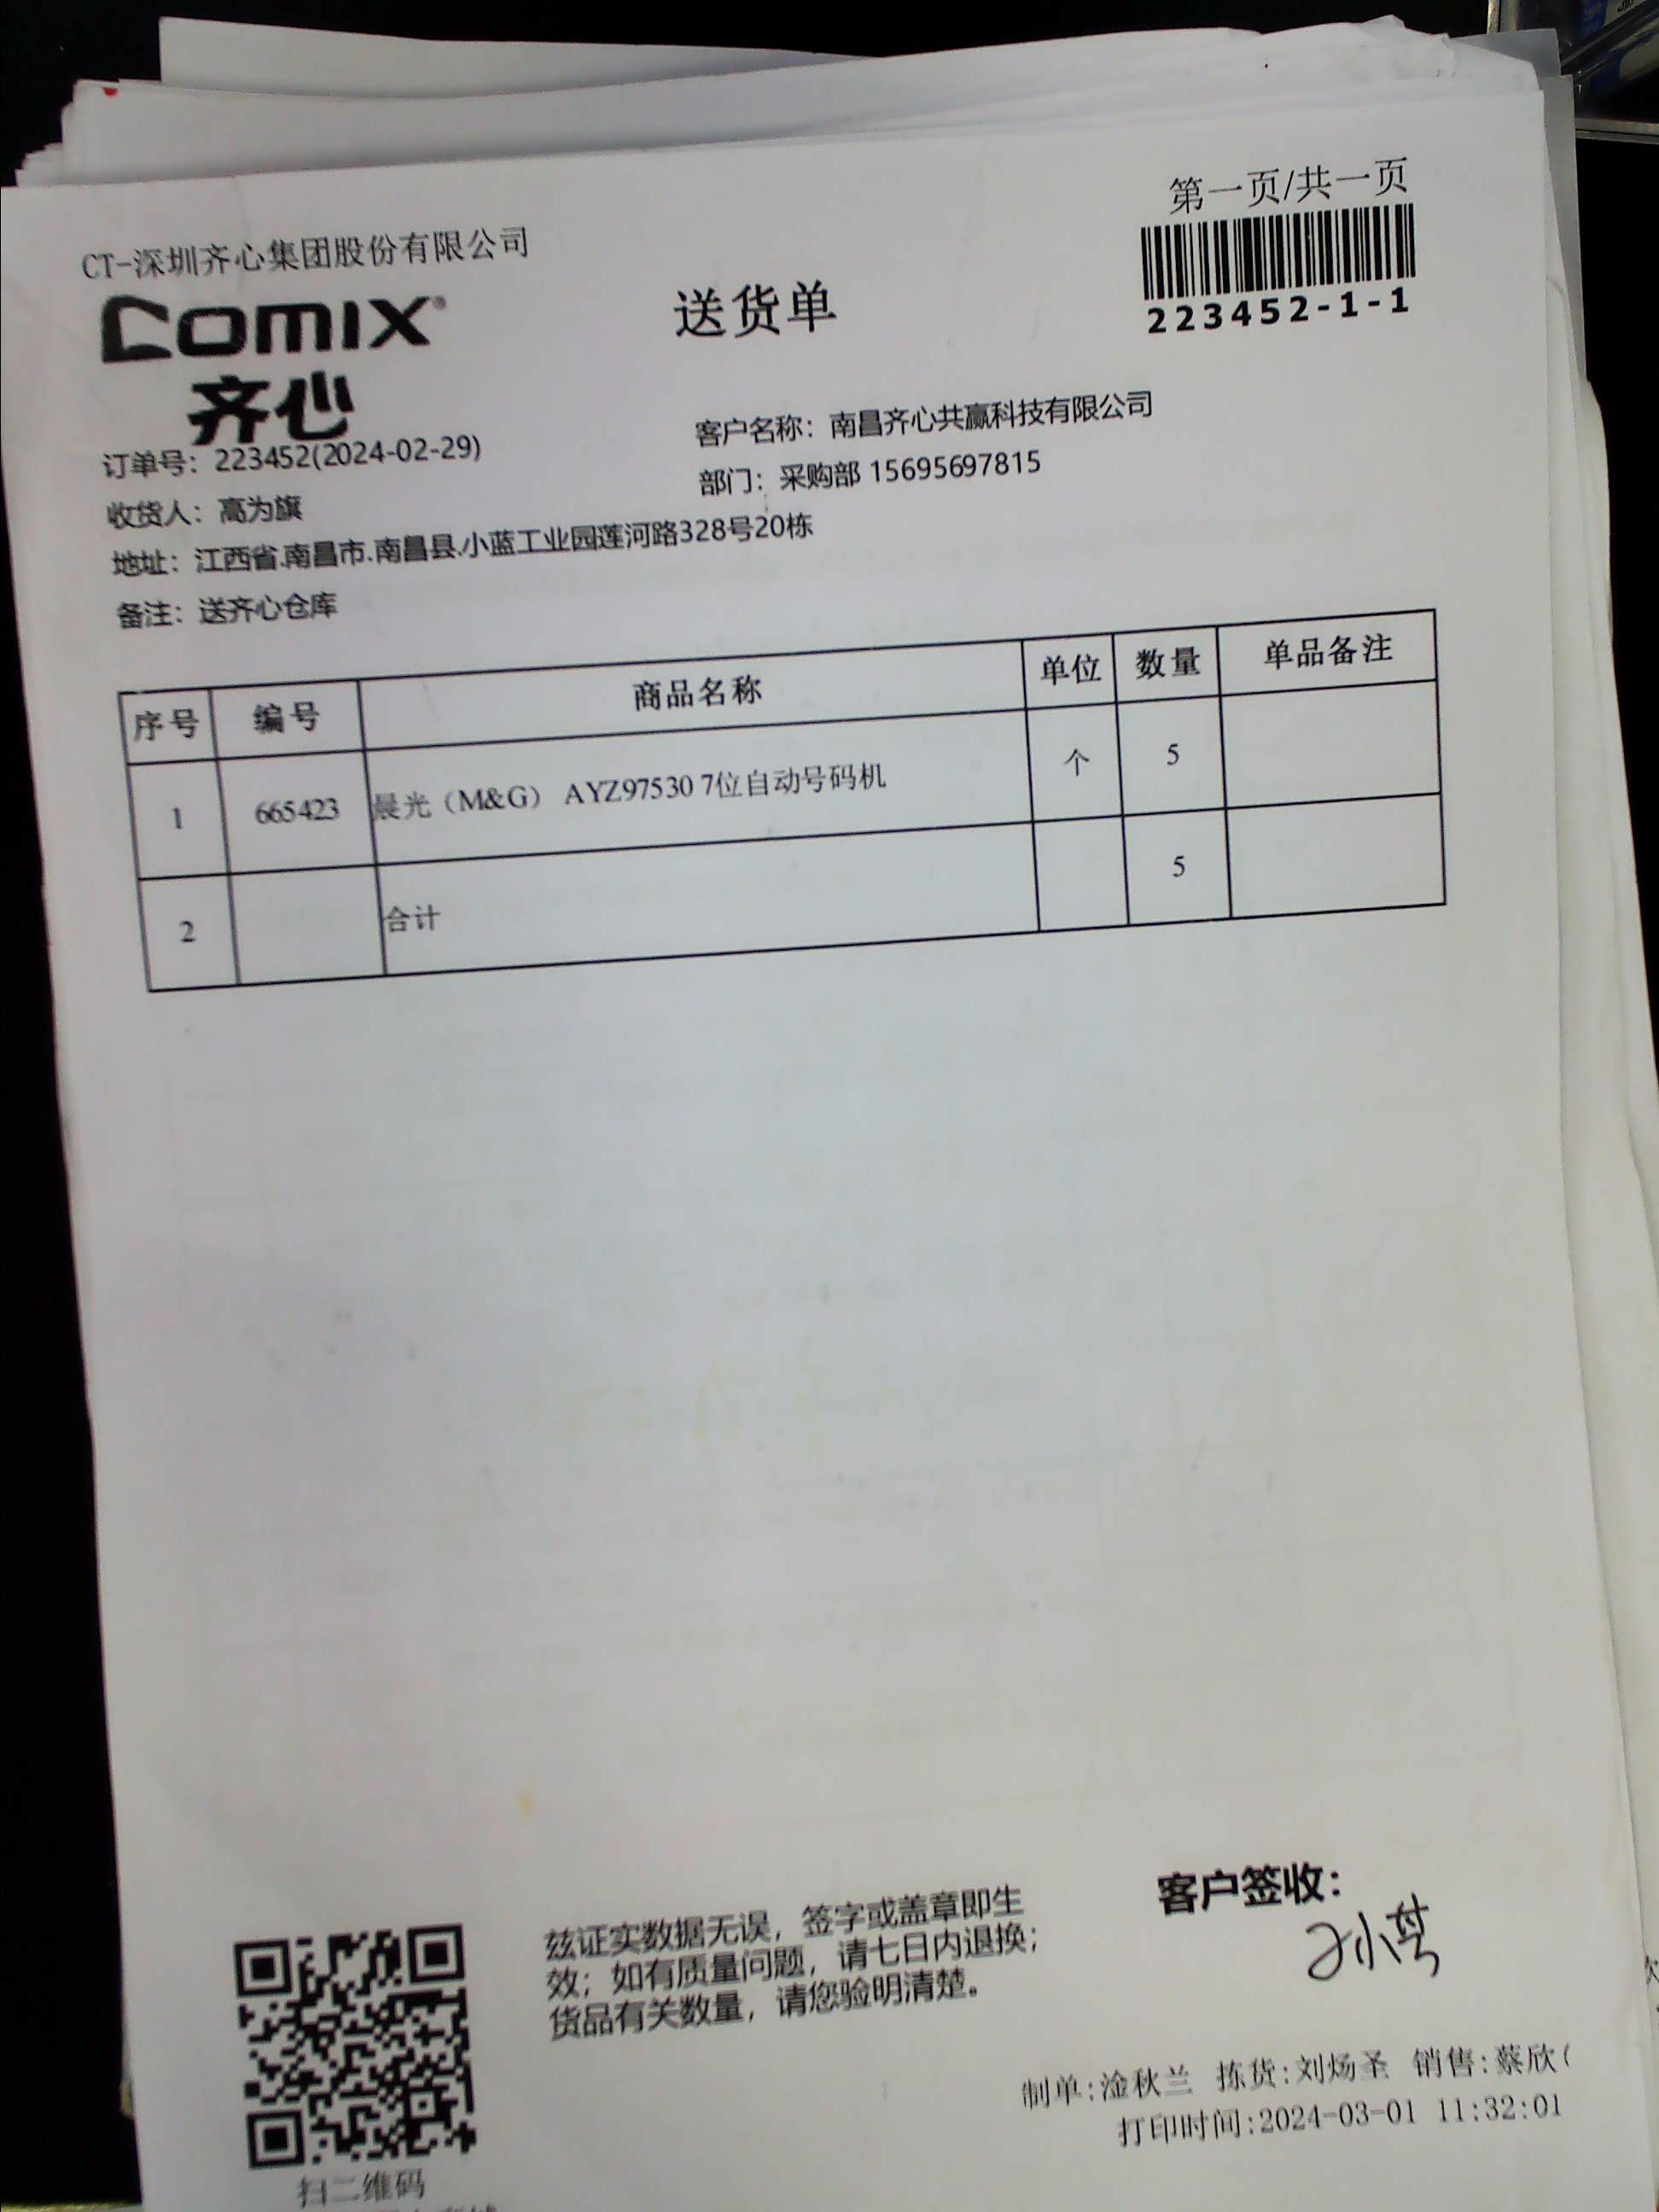 第一页/共一页
CT-深圳齐心集团股份有限公司
COMIX®
齐心
送货单
223452-1-1
订单号：223452(2024-02-29)
客户名称：南昌齐心共赢科技有限公司
收货人：高为旗
部门：采购部 15695697815
地址：江西省.南昌市.南昌县.小蓝工业园莲河路328号20栋
备注：送齐心仓库
序号 编号 商品名称 单位 数量 单品备注
1 665423 晨光（M&G） AYZ97530 7位自动号码机 个 5
2 合计 5
兹证实数据无误，签字或盖章即生
效；如有质量问题，请七日内退换；
货品有关数量，请您验明清楚。
客户签收：
制单:淦秋兰 拣货:刘炀圣 销售:蔡欣(
打印时间:2024-03-01 11:32:01
扫二维码